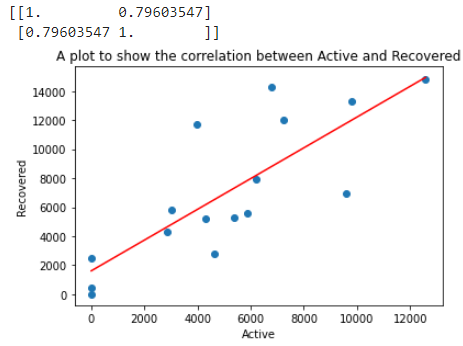 [[1.         0.79603547]
 [0.79603547 1.        ]]
A plot to show the correlation between Active and Recovered
14000
12000
10000
8000
6000
4000
2000
0
Recovered
0 2000 4000 6000 8000 10000 12000
Active